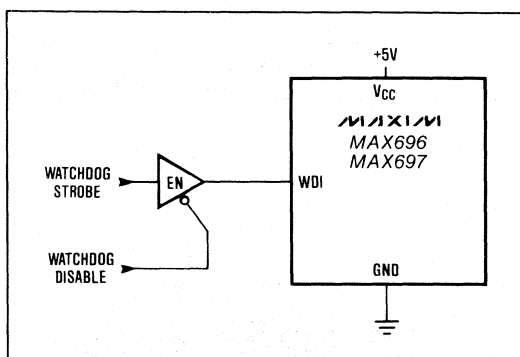 +5V
VCC
MAXIM
MAX696
MAX697
WATCHDOG
STROBE
EN
WDI
WATCHDOG
DISABLE
GND